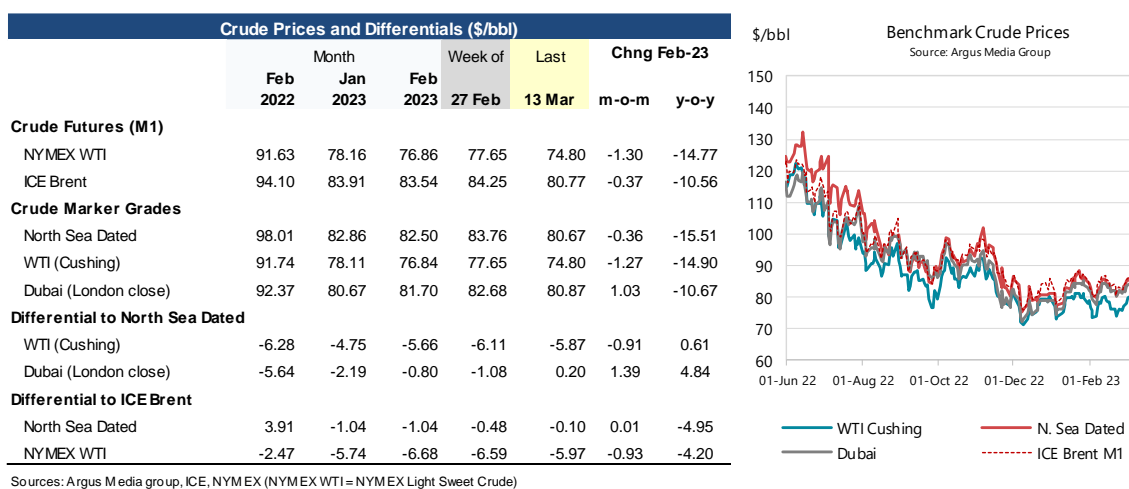 Crude Prices and Differentials ($/bbl)
Month Week of Last Chng Feb-23
Feb Jan Feb
2022 2023 2023 27 Feb 13 Mar m-o-m y-o-y
Crude Futures (M1)
NYMEX WTI 91.63 78.16 76.86 77.65 74.80 -1.30 -14.77
ICE Brent 94.10 83.91 83.54 84.25 80.77 -0.37 -10.56
Crude Marker Grades
North Sea Dated 98.01 82.86 82.50 83.76 80.67 -0.36 -15.51
WTI (Cushing) 91.74 78.11 76.84 77.65 74.80 -1.27 -14.90
Dubai (London close) 92.37 80.67 81.70 82.68 80.87 1.03 -10.67
Differential to North Sea Dated
WTI (Cushing) -6.28 -4.75 -5.66 -6.11 -5.87 -0.91 0.61
Dubai (London close) -5.64 -2.19 -0.80 -1.08 0.20 1.39 4.84
Differential to ICE Brent
North Sea Dated 3.91 -1.04 -1.04 -0.48 -0.10 0.01 -4.95
NYMEX WTI -2.47 -5.74 -6.68 -6.59 -5.97 -0.93 -4.20
Sources: Argus Media group, ICE, NYMEX (NYMEX WTI = NYMEX Light Sweet Crude)
$/bbl
Benchmark Crude Prices
Source: Argus Media Group
150
140
130
120
110
100
90
80
70
60
01-Jun 22 01-Aug 22 01-Oct 22 01-Dec 22 01-Feb 23
WTI Cushing N. Sea Dated
Dubai ICE Brent M1